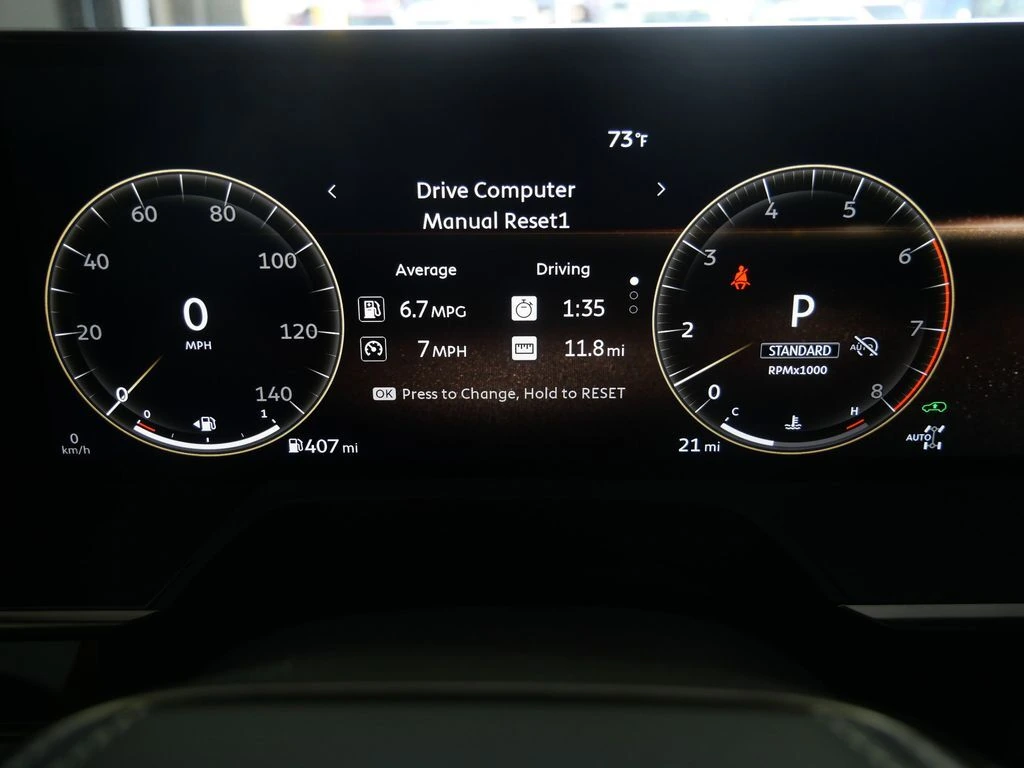 73°F
< Drive Computer >
Manual Reset1
Average Driving
6.7 MPG 1:35
7 MPH 11.8 mi
OK Press to Change, Hold to RESET
0 20 40 60 80 100 120 140
0
MPH
0 1
0
km/h
407 mi
0 2 3 4 5 6 7 8
P
STANDARD
RPMx1000
AUTO
C H
21 mi
AUTO